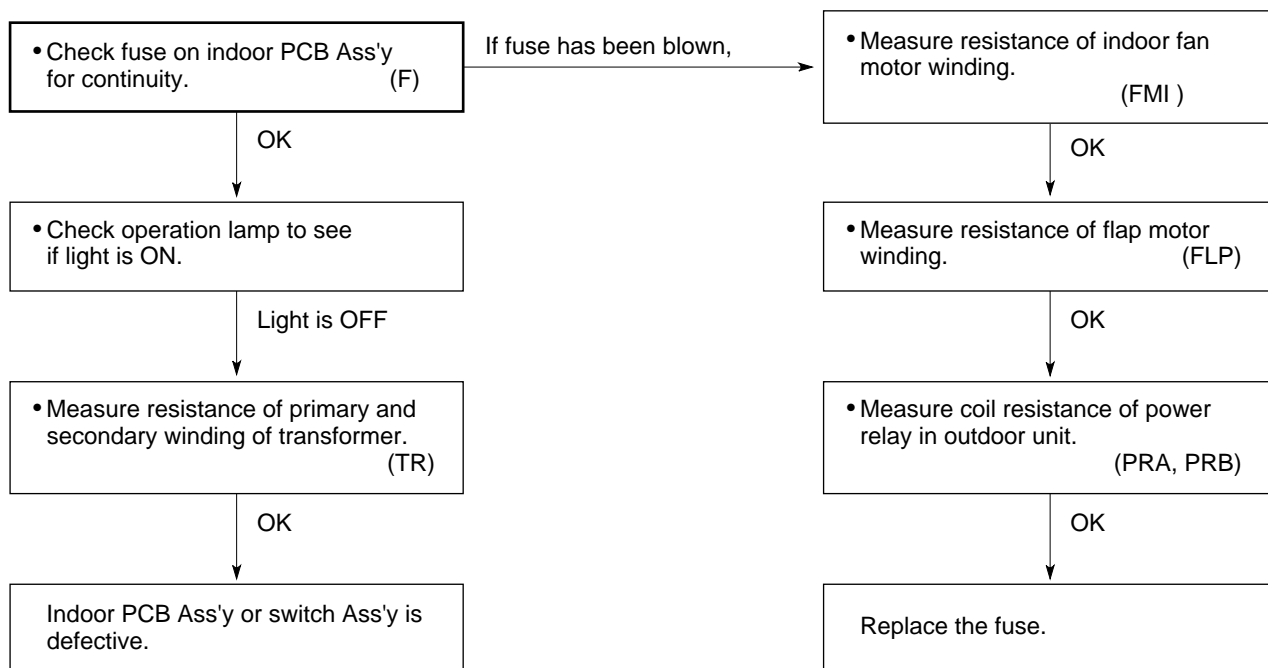 • Check fuse on indoor PCB Ass'y
for continuity. (F)
If fuse has been blown,
• Measure resistance of indoor fan
motor winding.
(FMI )
OK
OK
• Check operation lamp to see
if light is ON.
• Measure resistance of flap motor
winding. (FLP)
Light is OFF
OK
• Measure resistance of primary and
secondary winding of transformer.
(TR)
• Measure coil resistance of power
relay in outdoor unit.
(PRA, PRB)
OK
OK
Indoor PCB Ass'y or switch Ass'y is
defective.
Replace the fuse.